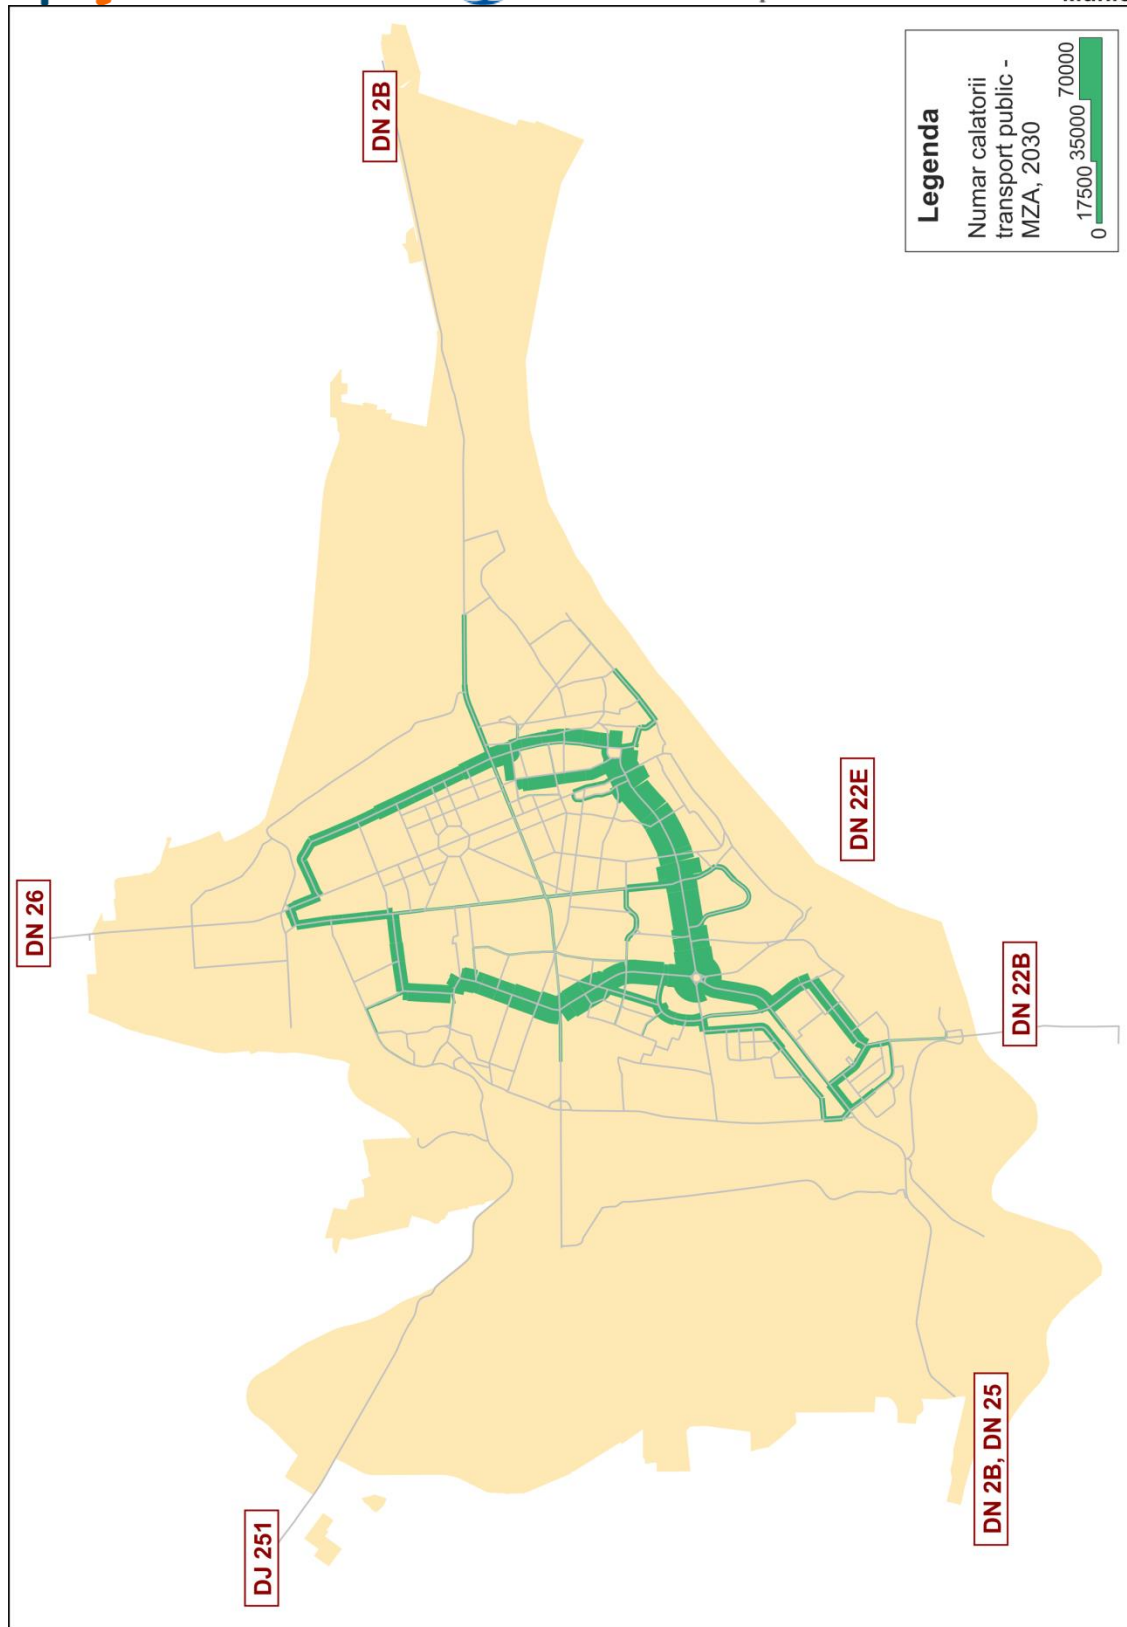 DN 2B
DN 26
DN 22E
DN 22B
DN 2B, DN 25
DJ 251
Legenda
Numar calatorii
transport public -
MZA, 2030
0 17500 35000 70000